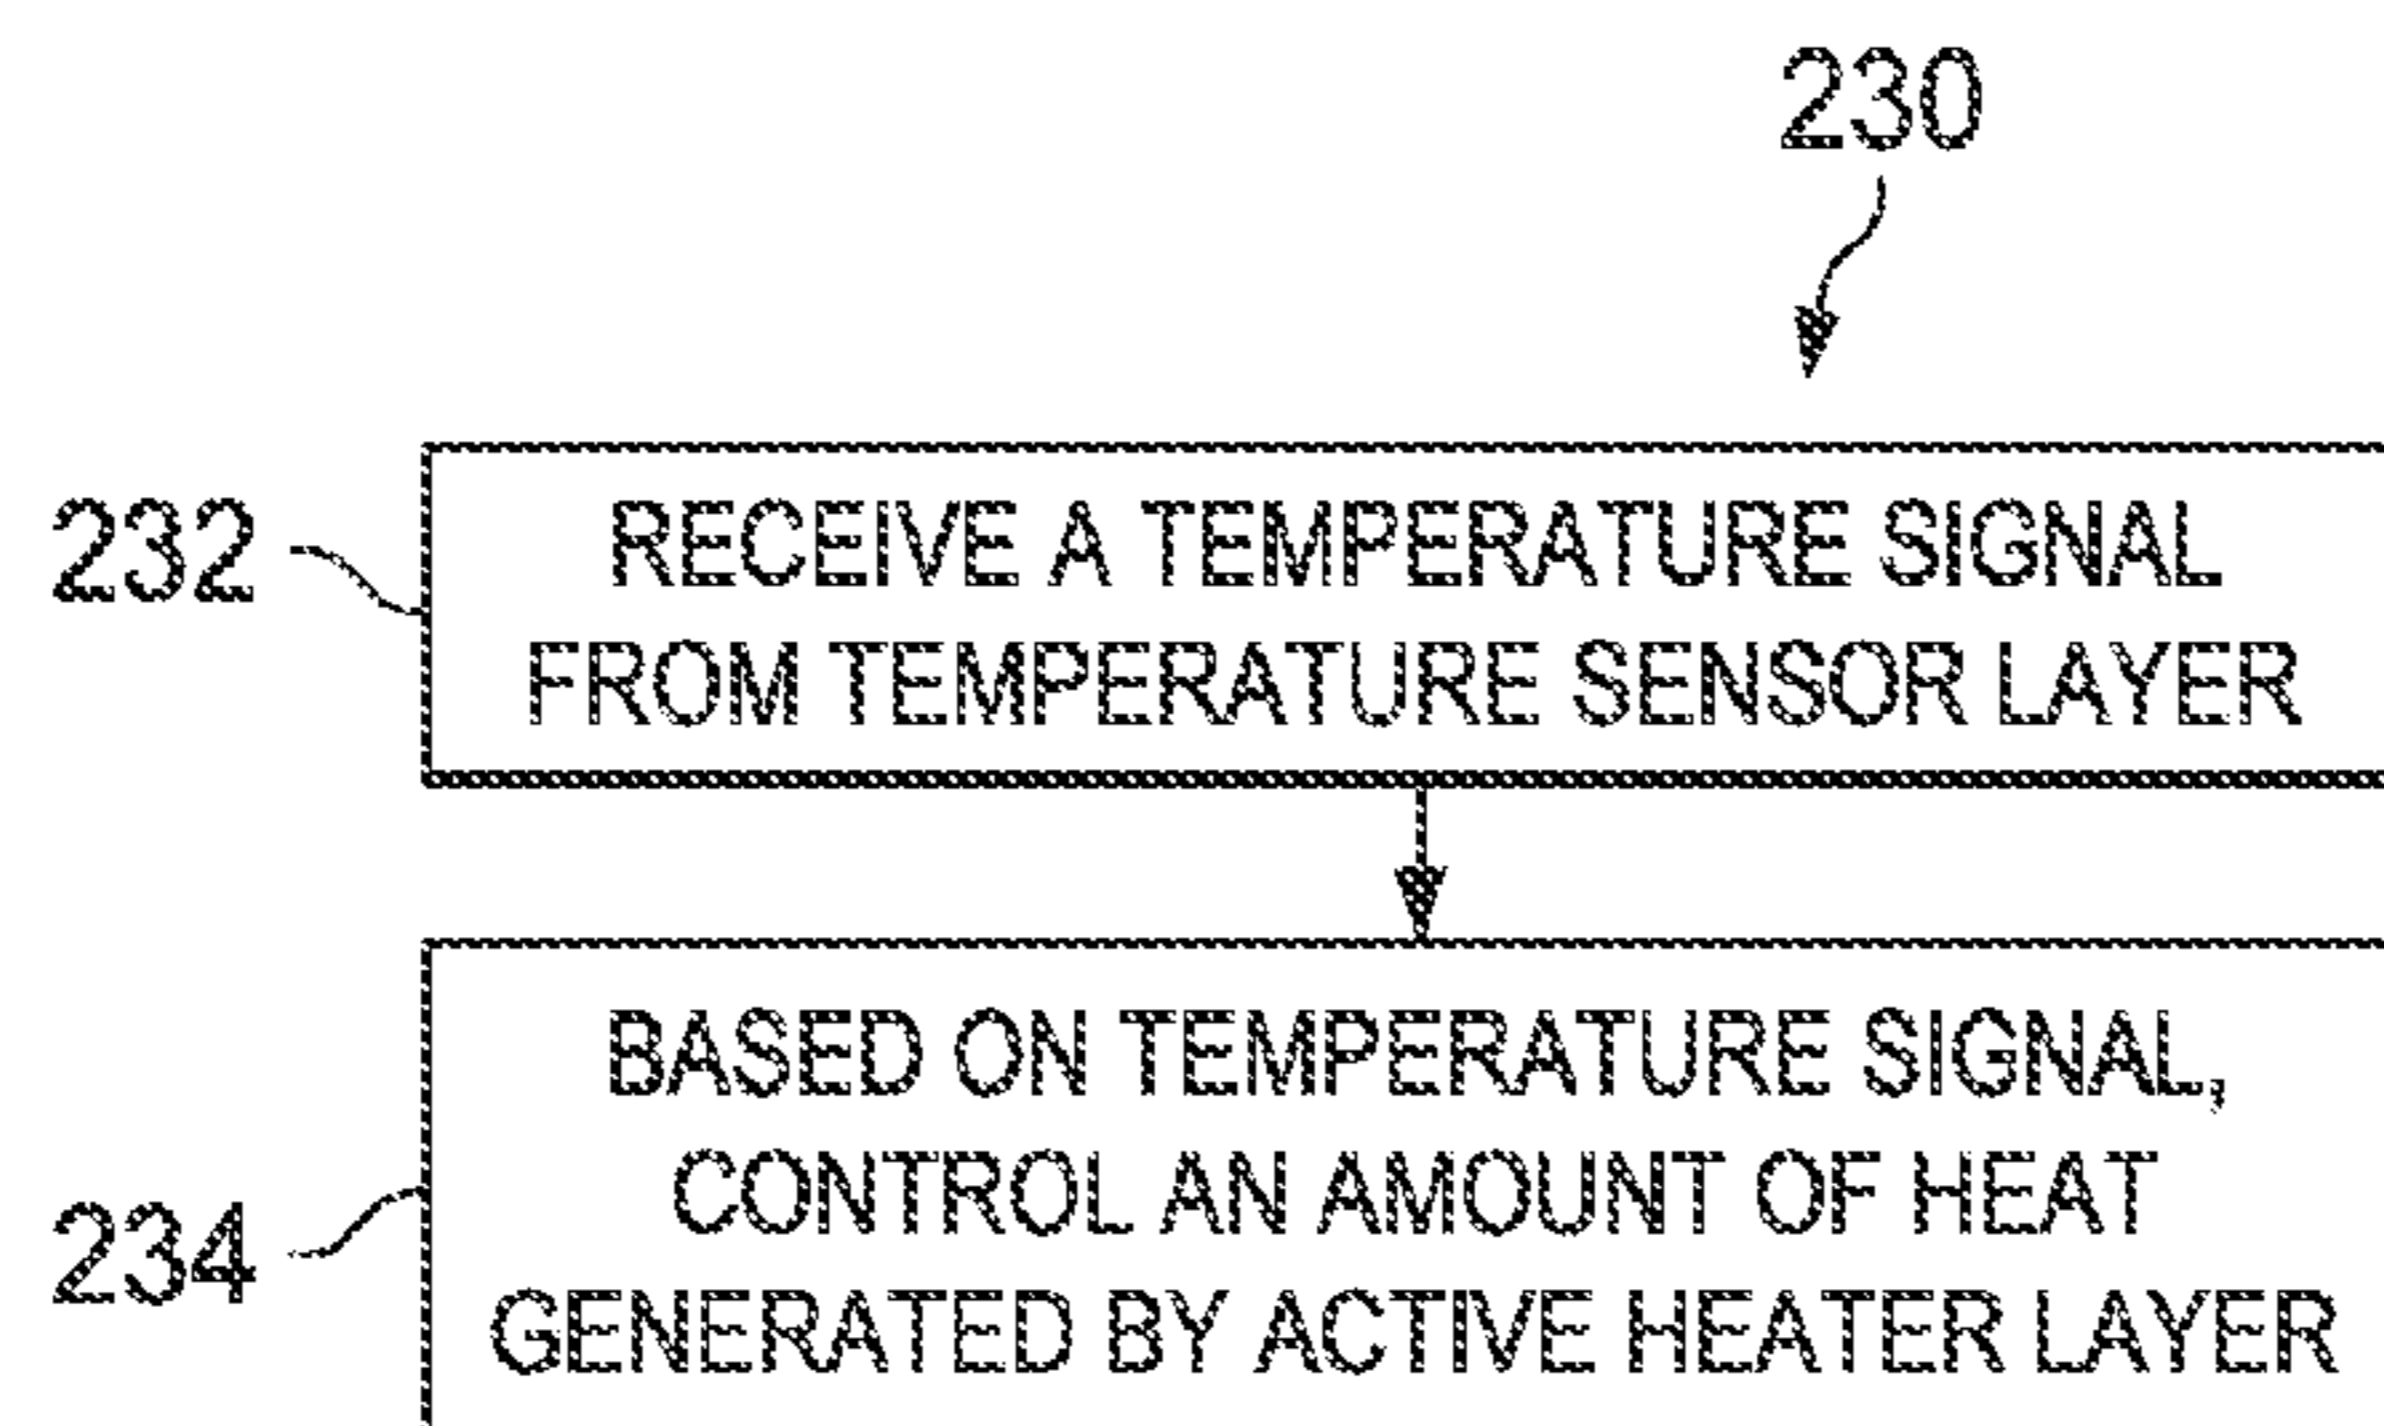 230
232
RECEIVE A TEMPERATURE SIGNAL
FROM TEMPERATURE SENSOR LAYER
BASED ON TEMPERATURE SIGNAL,
CONTROL AN AMOUNT OF HEAT
234
GENERATED BY ACTIVE HEATER LAYER